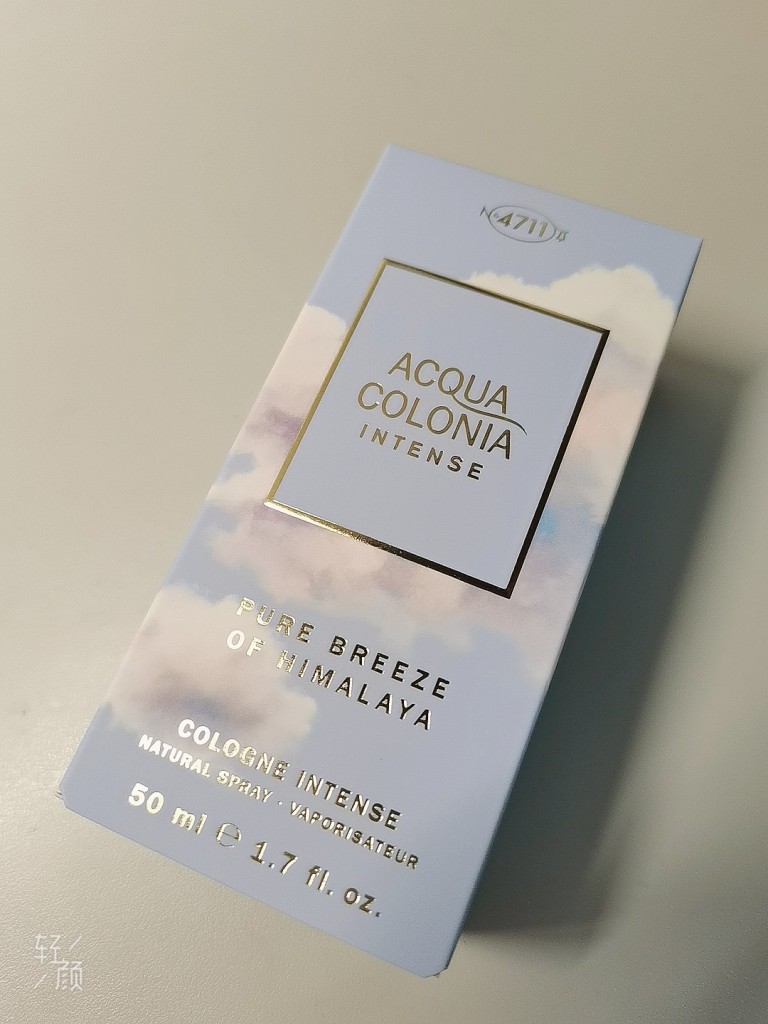 Nº4711
ACQUA
COLONIA
INTENSE
PURE BREEZE
OF HIMALAYA
COLOGNE INTENSE
NATURAL SPRAY · VAPORISATEUR
50 ml ℮ 1.7 fl. oz.
轻
颜